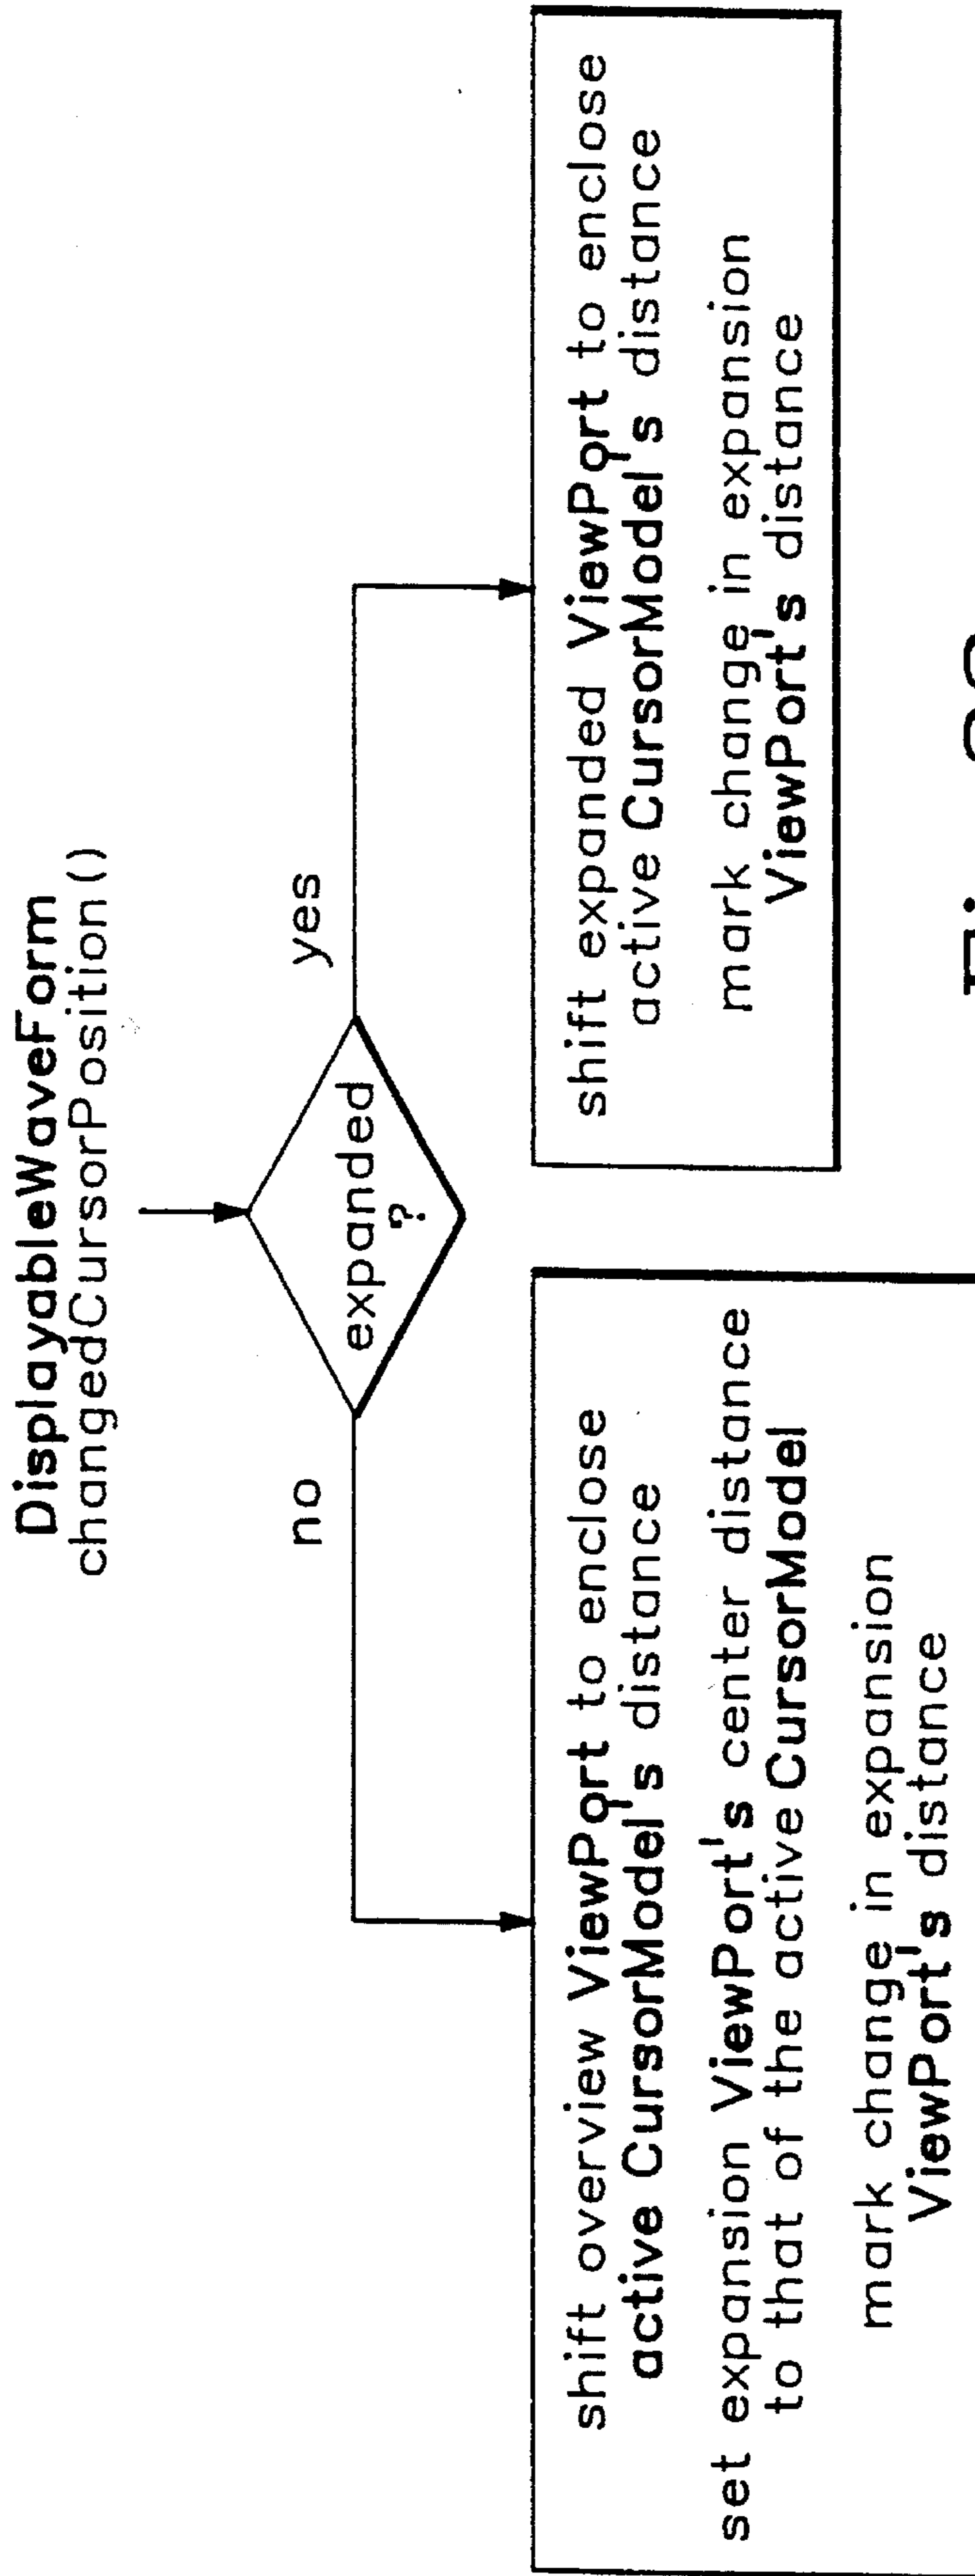 DisplayableWaveForm
changedCursorPosition()
expanded
?
no
yes
shift overview ViewPort to enclose
active CursorModel's distance
set expansion ViewPort's center distance
to that of the active CursorModel
mark change in expansion
ViewPort's distance
shift expanded ViewPort to enclose
active CursorModel's distance
mark change in expansion
ViewPort's distance